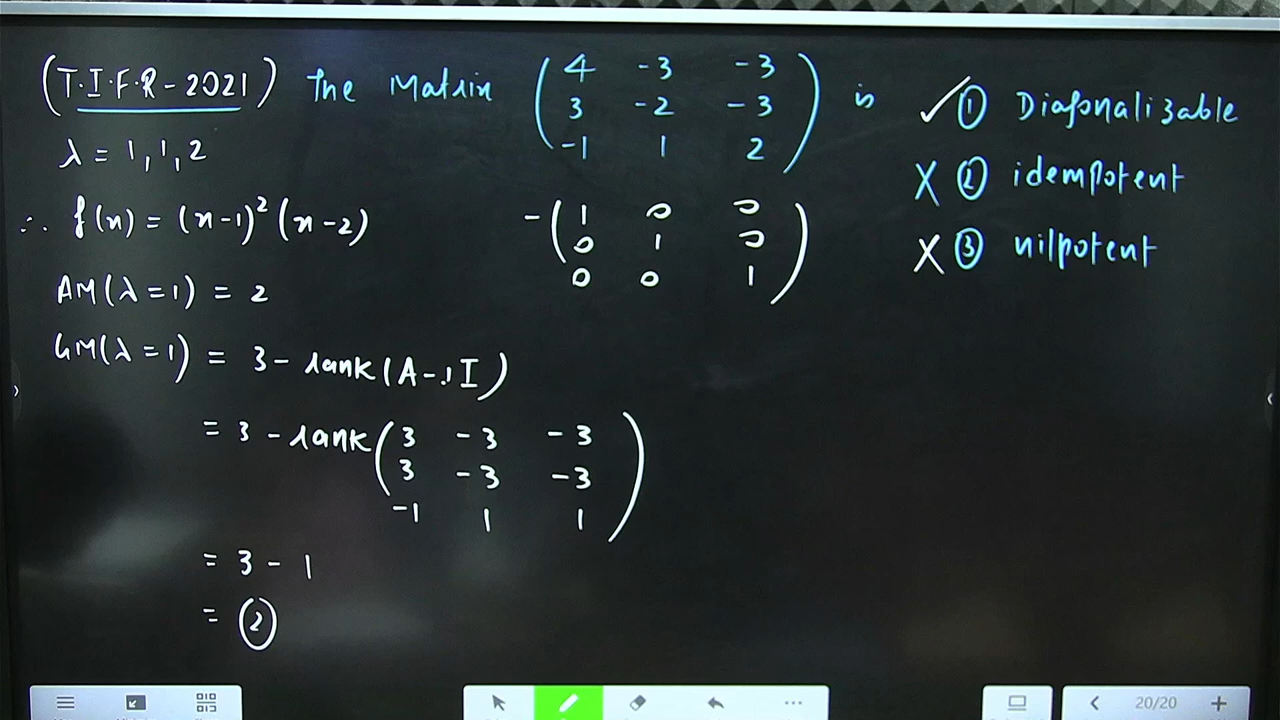 (T.I.F.R-2021) The Matrix ( 4 -3 -3 ) is ✓ ① Diagonalizable
3 -2 -3
-1 1 2
λ = 1, 1, 2
X ② idempotent
∴ f(x) = (x-1)² (x-2)
- ( 1 0 0 )
0 1 0
0 0 1
X ③ nilpotent
AM(λ=1) = 2
GM(λ=1) = 3 - rank(A-1I)
= 3 - rank ( 3 -3 -3 )
3 -3 -3
-1 1 1
= 3 - 1
= ②
20/20